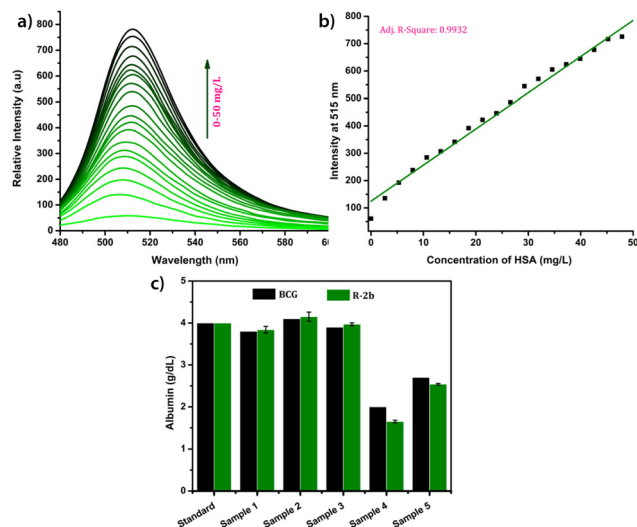 a)
Relative Intensity (a.u)
800
700
600
500
400
300
200
100
0
0-50 mg/L
480 500 520 540 560 580 60
Wavelength (nm)
b)
Intensity at 515 nm
800
700
600
500
400
300
200
100
Adj. R-Square: 0.9932
0 10 20 30 40 50
Concentration of HSA (mg/L)
c)
Albumin (g/dL)
5
4
3
2
1
0
BCG R-2b
Standard Sample 1 Sample 2 Sample 3 Sample 4 Sample 5